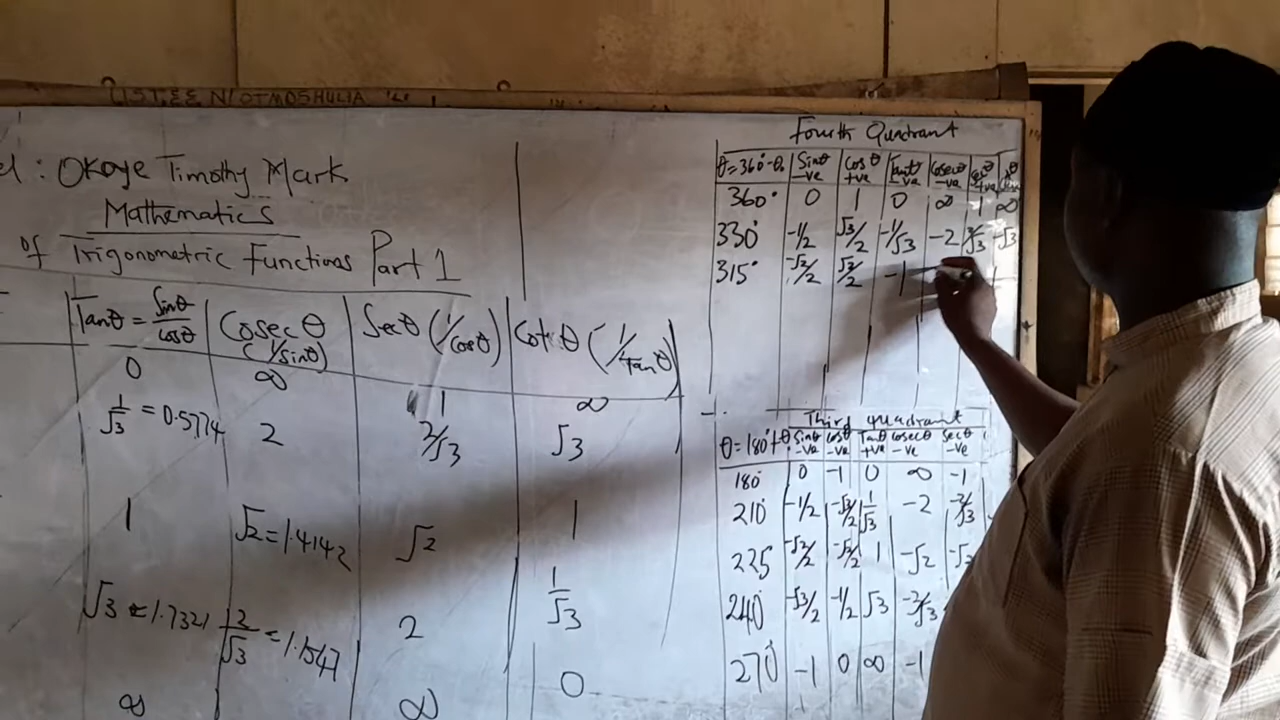 el: Okoye Timothy Mark
Mathematics
of Trigonometric Functions Part 1
Tanθ = Sinθ/Cosθ Cosecθ (1/Sinθ) Secθ (1/Cosθ) Cotθ (1/Tanθ)
0 ∞ 1 ∞
1/√3 = 0.5774 2 2/√3 √3
1 √2 = 1.4142 √2 1
√3 = 1.7321 2/√3 = 1.1547 2 1/√3
∞ ∞ 0
Fourth Quadrant
Sinθ -ve Cosθ +ve Tanθ -ve Cosecθ -ve Secθ +ve
360° 0 1 0 ∞ 1 ∞
330° -1/2 √3/2 -1/√3 -2 2/√3 -√3
315° -√2/2 √2/2 -1
Third Quadrant
θ=180°+θ Sinθ -ve Cosθ -ve Tanθ +ve Cosecθ -ve Secθ -ve
180° 0 -1 0 ∞ -1
210° -1/2 -√3/2 1/√3 -2 -2/√3
225 -√2/2 -√2/2 1 -√2 -√2
240° -√3/2 -1/2 √3 -2/√3
270° -1 0 ∞ -1